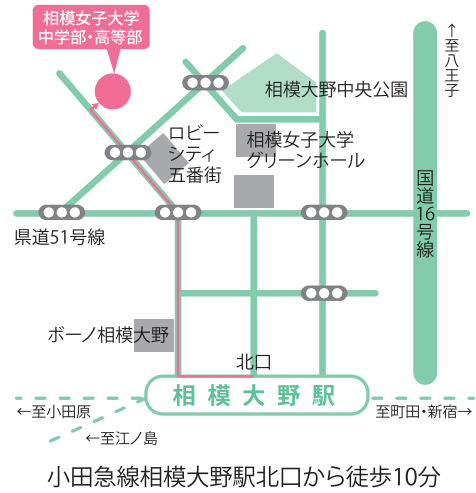 相模女子大学
中学部・高等部
←至八王子
相模大野中央公園
ロビー
シティ
五番街
相模女子大学
グリーンホール
国道16号線
県道51号線
ボーノ相模大野
北口
相模大野駅
←至小田原
至町田・新宿→
←至江ノ島
小田急線相模大野駅北口から徒歩10分